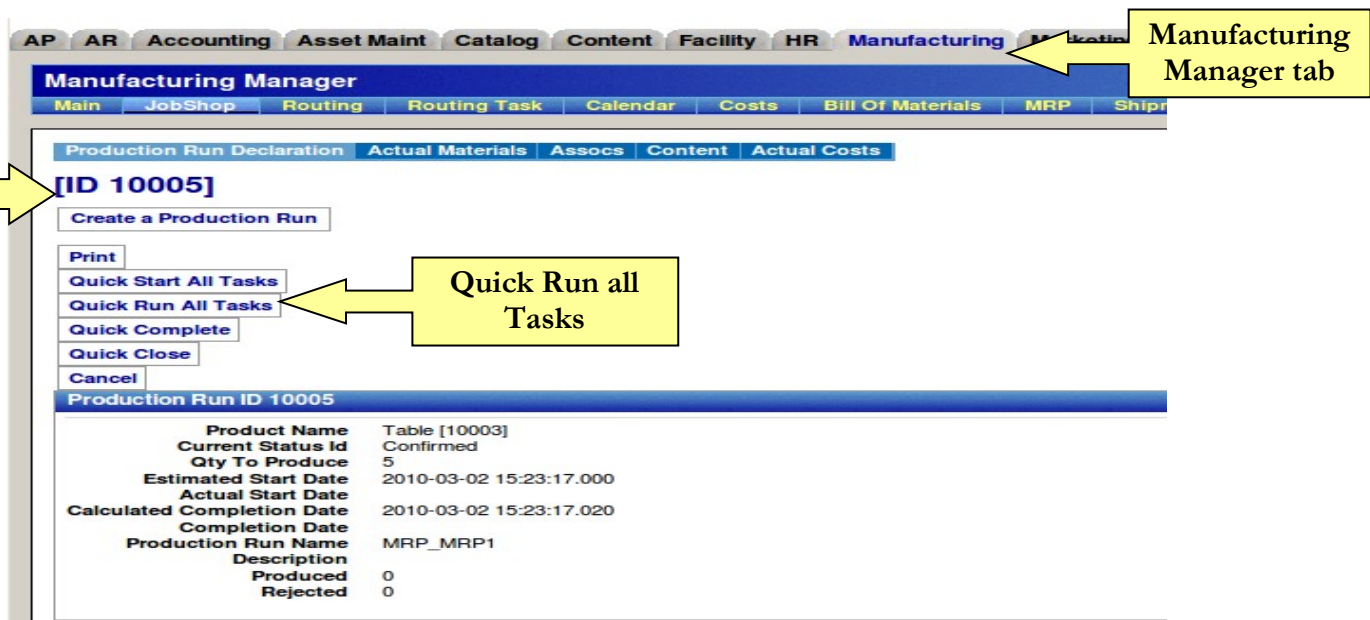 AP AR Accounting Asset Maint Catalog Content Facility HR Manufacturing
Manufacturing
Manager tab
Manufacturing Manager
Main JobShop Routing Routing Task Calendar Costs Bill Of Materials MRP
Production Run Declaration Actual Materials Assocs Content Actual Costs
[ID 10005]
Create a Production Run
Print
Quick Start All Tasks
Quick Run All Tasks
Quick Run all
Tasks
Quick Complete
Quick Close
Cancel
Production Run ID 10005
Product Name Table [10003]
Current Status Id Confirmed
Qty To Produce 5
Estimated Start Date 2010-03-02 15:23:17.000
Actual Start Date
Calculated Completion Date 2010-03-02 15:23:17.020
Completion Date
Production Run Name MRP_MRP1
Description
Produced 0
Rejected 0